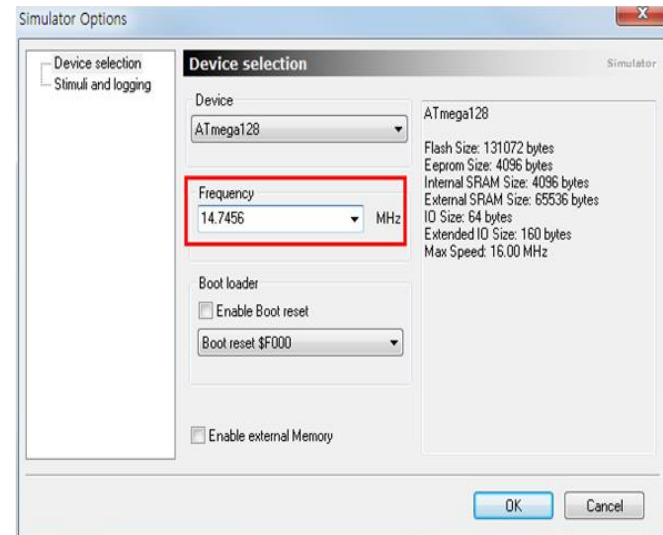 Simulator Options
Device selection
Stimuli and logging
Device selection
Simulator
Device
ATmega128
Frequency
14.7456
MHz
Boot loader
Enable Boot reset
Boot reset $F000
Enable external Memory
ATmega128
Flash Size: 131072 bytes
Eeprom Size: 4096 bytes
Internal SRAM Size: 4096 bytes
External SRAM Size: 65536 bytes
IO Size: 64 bytes
Extended IO Size: 160 bytes
Max Speed: 16.00 MHz
OK
Cancel